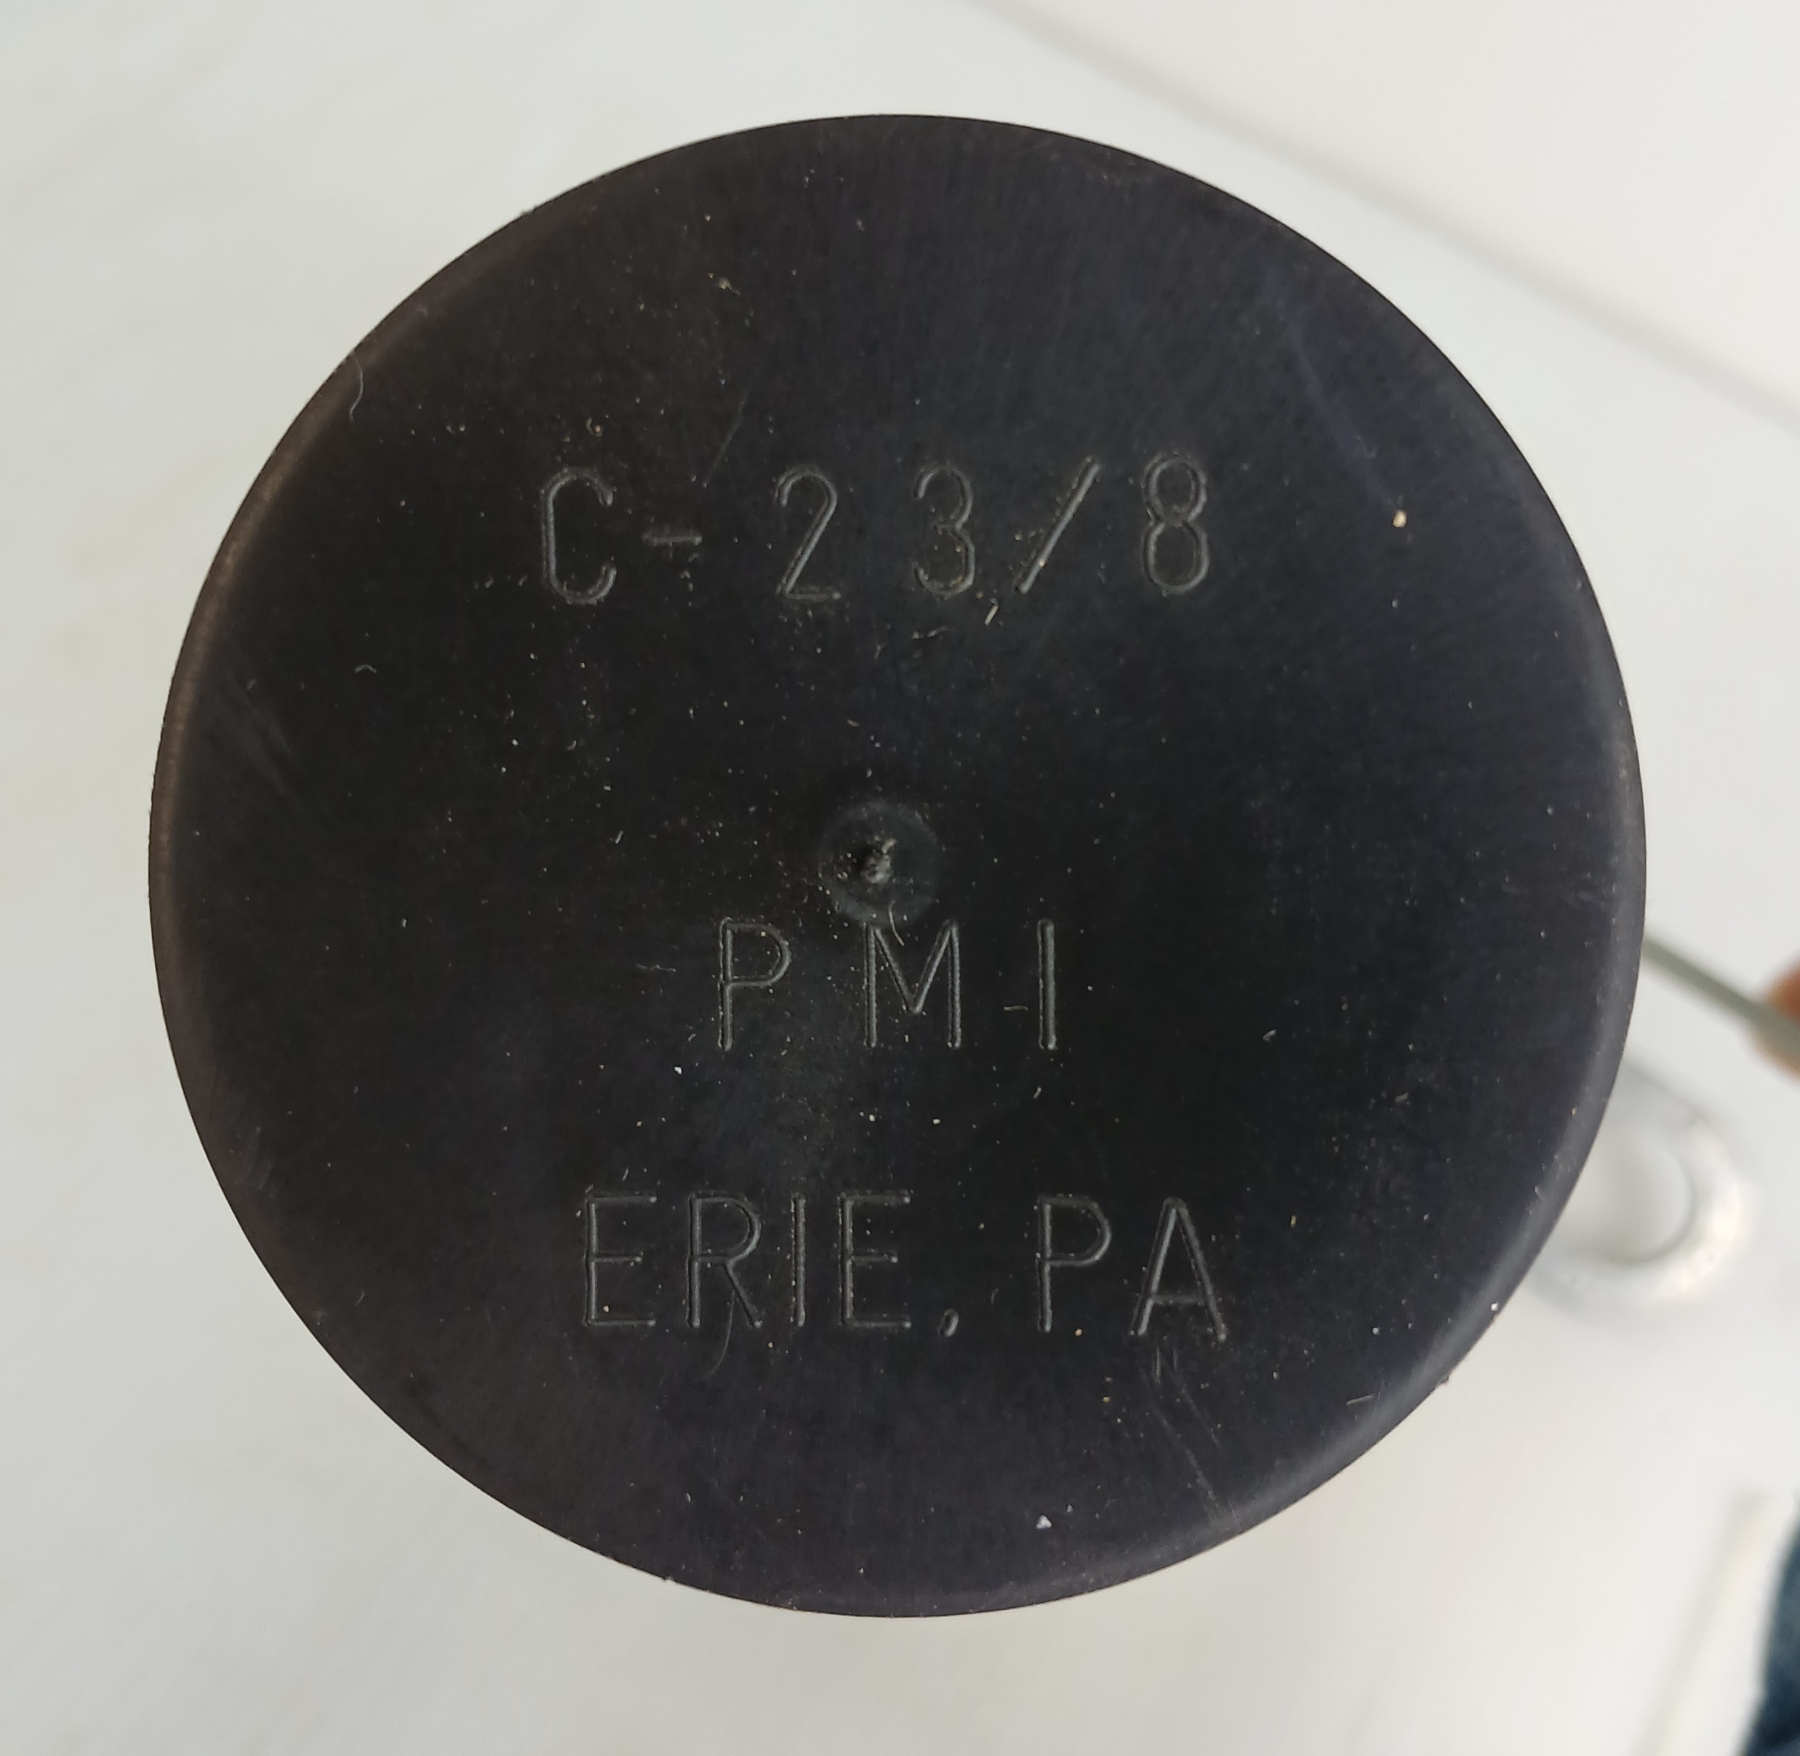 C-23/8
PMI
ERIE, PA